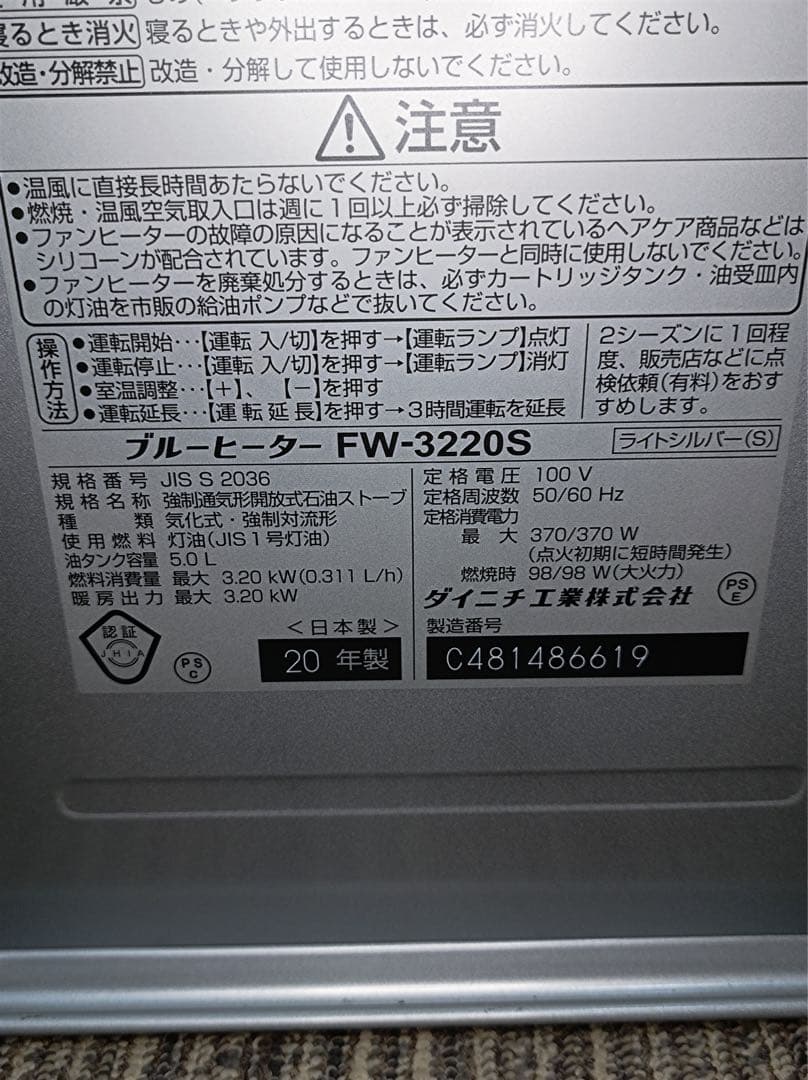 寝るとき消火 寝るときや外出するときは、必ず消火してください。
改造・分解禁止 改造・分解して使用しないでください。
注意
●温風に直接長時間あたらないでください。
●燃焼・温風空気取入口は週に1回以上必ず掃除してください。
●ファンヒーターの故障の原因になることが表示されているヘアケア商品などは
シリコーンが配合されています。ファンヒーターと同時に使用しないでください。
●ファンヒーターを廃棄処分するときは、必ずカートリッジタンク・油受皿内
の灯油を市販の給油ポンプなどで抜いてください。
操作方法
●運転開始‥・【運転 入/切】を押す→【運転ランプ】点灯
●運転停止‥・【運転 入/切】を押す→【運転ランプ】消灯
●室温調整‥・【+】、【−】を押す
●運転延長‥・【運転延長】を押す→3時間運転を延長
2シーズンに1回程
度、販売店などに点
検依頼(有料)をおす
すめします。
ブルーヒーター FW-3220S
ライトシルバー(S)
規格番号 JIS S 2036
規格名称 強制通気形開放式石油ストーブ
種類 気化式・強制対流形
使用燃料 灯油(JIS1号灯油)
油タンク容量 5.0 L
燃料消費量 最大 3.20 kW(0.311 L/h)
暖房出力 最大 3.20 kW
定格電圧 100 V
定格周波数 50/60 Hz
定格消費電力
最大 370/370 W
(点火初期に短時間発生)
燃焼時 98/98 W(大火力)
ダイニチ工業株式会社
PS
E
認証
JHIA
PS
C
<日本製>
20 年製
製造番号
C481486619